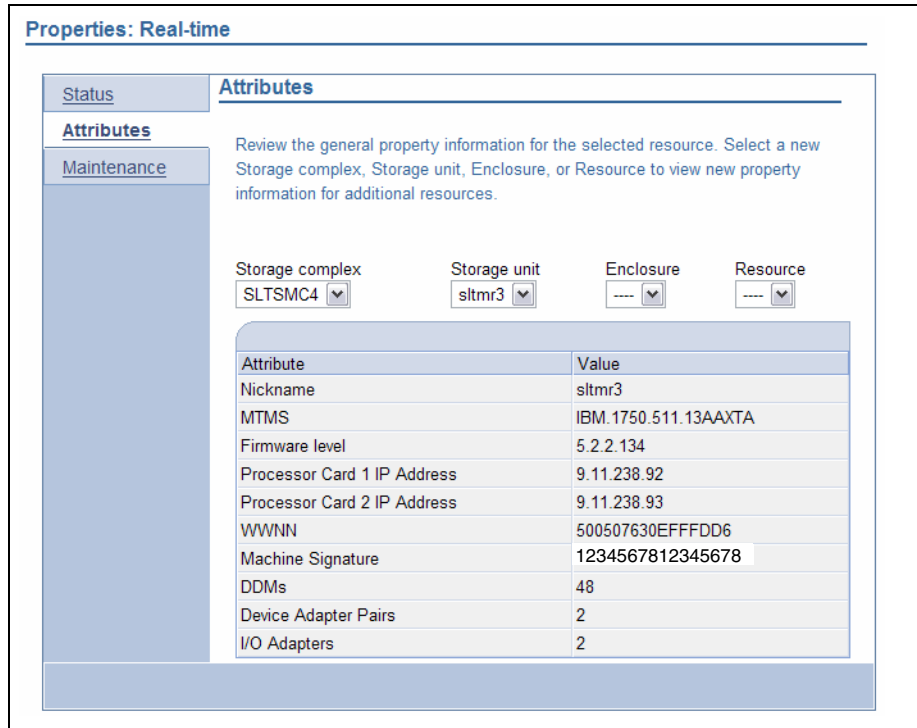 Properties: Real-time
Status
Attributes
Maintenance
Attributes
Review the general property information for the selected resource. Select a new
Storage complex, Storage unit, Enclosure, or Resource to view new property
information for additional resources.
Storage complex Storage unit Enclosure Resource
SLTSMC4 sltmr3 ---- ----
Attribute Value
Nickname sltmr3
MTMS IBM.1750.511.13AAXTA
Firmware level 5.2.2.134
Processor Card 1 IP Address 9.11.238.92
Processor Card 2 IP Address 9.11.238.93
WWNN 500507630EFFFDD6
Machine Signature 1234567812345678
DDMs 48
Device Adapter Pairs 2
I/O Adapters 2